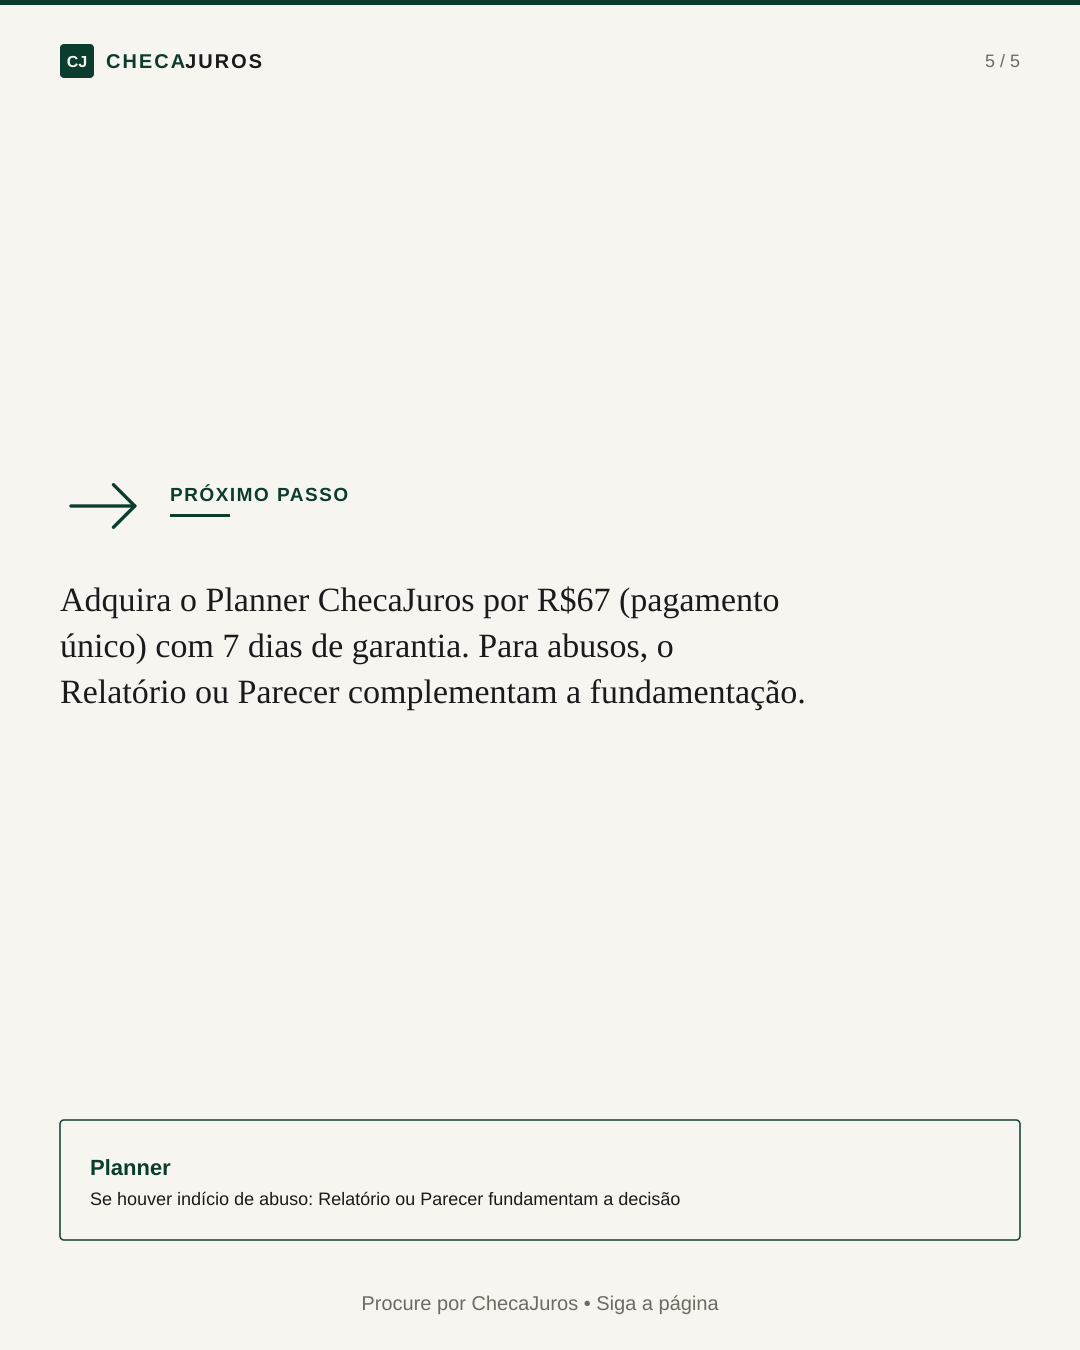 CJ CHECAJUROS
5 / 5
PRÓXIMO PASSO
Adquira o Planner ChecaJuros por R$67 (pagamento
único) com 7 dias de garantia. Para abusos, o
Relatório ou Parecer complementam a fundamentação.
Planner
Se houver indício de abuso: Relatório ou Parecer fundamentam a decisão
Procure por ChecaJuros • Siga a página